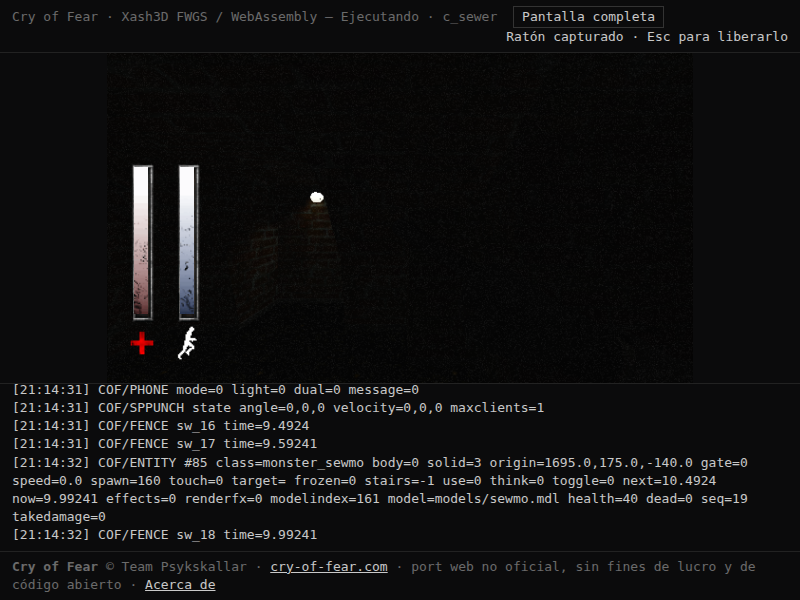 Cry of Fear · Xash3D FWGS / WebAssembly — Ejecutando · c_sewer Pantalla completa
Ratón capturado · Esc para liberarlo
[21:14:31] COF/PHONE mode=0 light=0 dual=0 message=0
[21:14:31] COF/SPPUNCH state angle=0,0,0 velocity=0,0,0 maxclients=1
[21:14:31] COF/FENCE sw_16 time=9.4924
[21:14:31] COF/FENCE sw_17 time=9.59241
[21:14:32] COF/ENTITY #85 class=monster_sewmo body=0 solid=3 origin=1695.0,175.0,-140.0 gate=0
speed=0.0 spawn=160 touch=0 target= frozen=0 stairs=-1 use=0 think=0 toggle=0 next=10.4924
now=9.99241 effects=0 renderfx=0 modelindex=161 model=models/sewmo.mdl health=40 dead=0 seq=19
takedamage=0
[21:14:32] COF/FENCE sw_18 time=9.99241
Cry of Fear © Team Psykskallar · cry-of-fear.com · port web no oficial, sin fines de lucro y de
código abierto · Acerca de